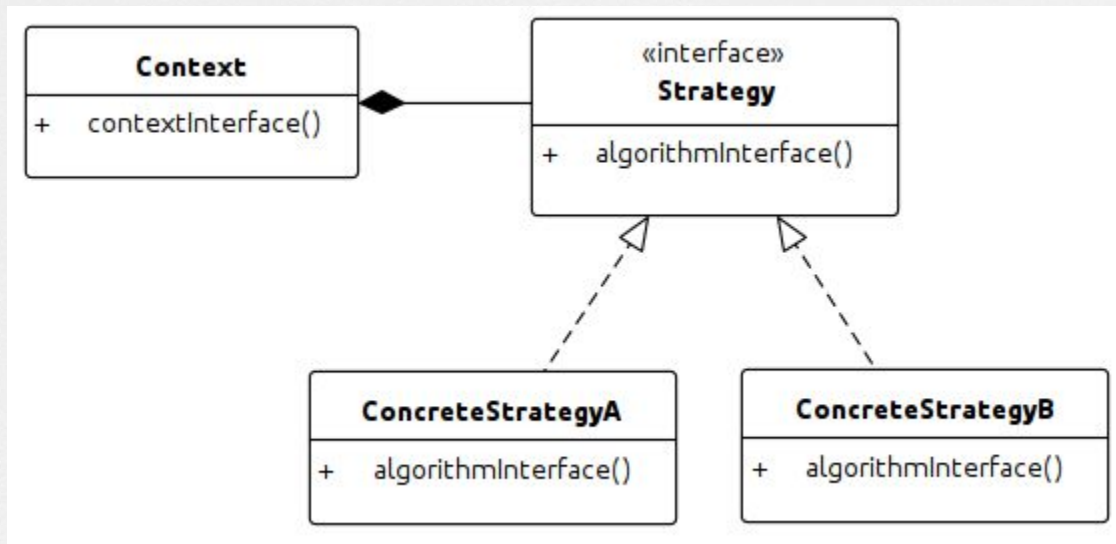 Context
+ contextInterface()
«interface»
Strategy
+ algorithmInterface()
ConcreteStrategyA
+ algorithmInterface()
ConcreteStrategyB
+ algorithmInterface()